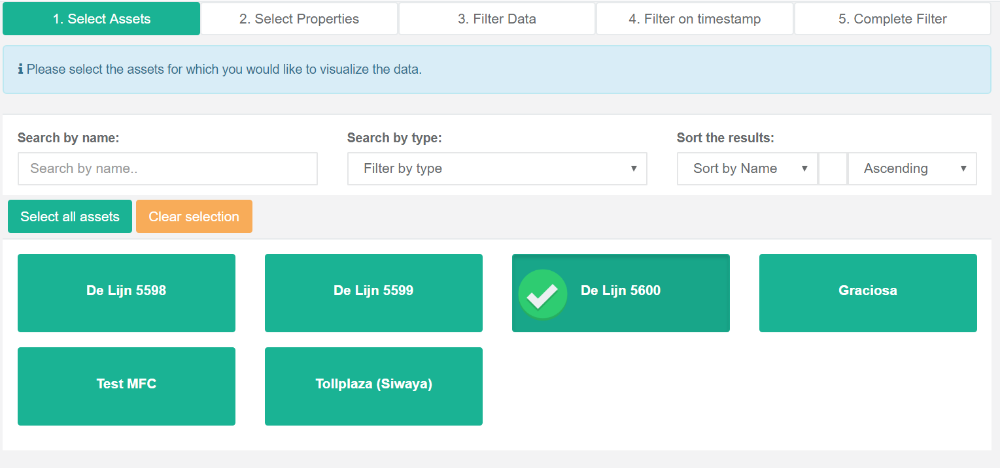 1. Select Assets
2. Select Properties
3. Filter Data
4. Filter on timestamp
5. Complete Filter
Please select the assets for which you would like to visualize the data.
Search by name:
Search by type:
Sort the results:
Search by name..
Filter by type
Sort by Name
Ascending
Select all assets
Clear selection
De Lijn 5598
De Lijn 5599
De Lijn 5600
Graciosa
Test MFC
Tollplaza (Siwaya)